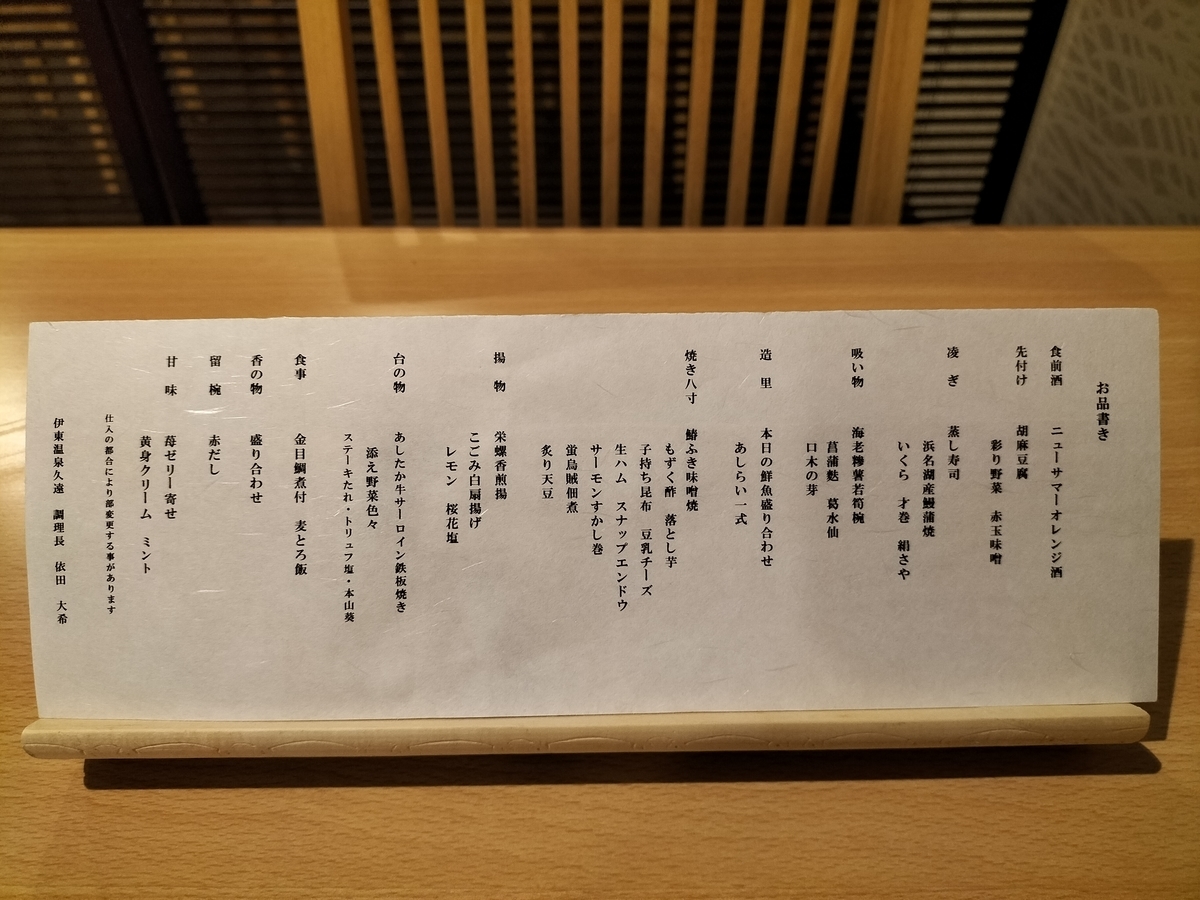 お品書き
食前酒 ニューサマーオレンジ酒
先付け 胡麻豆腐
彩り野菜 赤玉味噌
凌ぎ 蒸し寿司
浜名湖産鰻蒲焼
いくら 才巻 絹さや
吸い物 海老糝薯若筍椀
菖蒲麩 葛水仙
口木の芽
造里 本日の鮮魚盛り合わせ
あしらい一式
焼き八寸 鰆ふき味噌焼
もずく酢 落とし芋
子持ち昆布 豆乳チーズ
生ハム スナップエンドウ
サーモンすかし巻
蛍烏賊佃煮
炙り天豆
揚物 栄螺香煎揚
こごみ白扇揚げ
レモン 桜花塩
台の物 あしたか牛サーロイン鉄板焼き
添え野菜色々
ステーキたれ・トリュフ塩・本山葵
食事 金目鯛煮付 麦とろ飯
香の物 盛り合わせ
留椀 赤だし
甘味 苺ゼリー寄せ
黄身クリーム ミント
仕入の都合により部変更する事があります
伊東温泉久遠 調理長 依田 大希